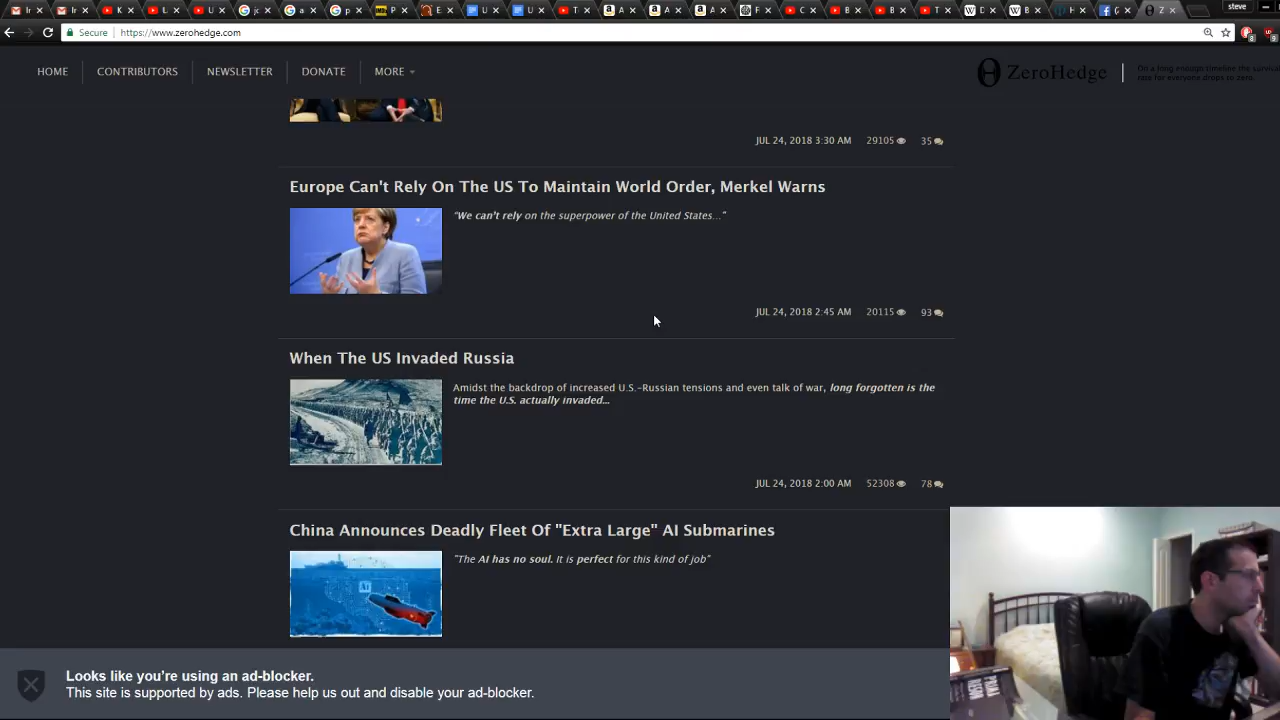 steve
Secure | https://www.zerohedge.com
HOME CONTRIBUTORS NEWSLETTER DONATE MORE
ZeroHedge
On a long enough timeline the survival
rate for everyone drops to zero.
JUL 24, 2018 3:30 AM 29105 35
Europe Can't Rely On The US To Maintain World Order, Merkel Warns
“We can't rely on the superpower of the United States...”
JUL 24, 2018 2:45 AM 20115 93
When The US Invaded Russia
Amidst the backdrop of increased U.S.-Russian tensions and even talk of war, long forgotten is the
time the U.S. actually invaded...
JUL 24, 2018 2:00 AM 52308 78
China Announces Deadly Fleet Of "Extra Large" AI Submarines
"The AI has no soul. It is perfect for this kind of job"
AI
Looks like you’re using an ad-blocker.
This site is supported by ads. Please help us out and disable your ad-blocker.